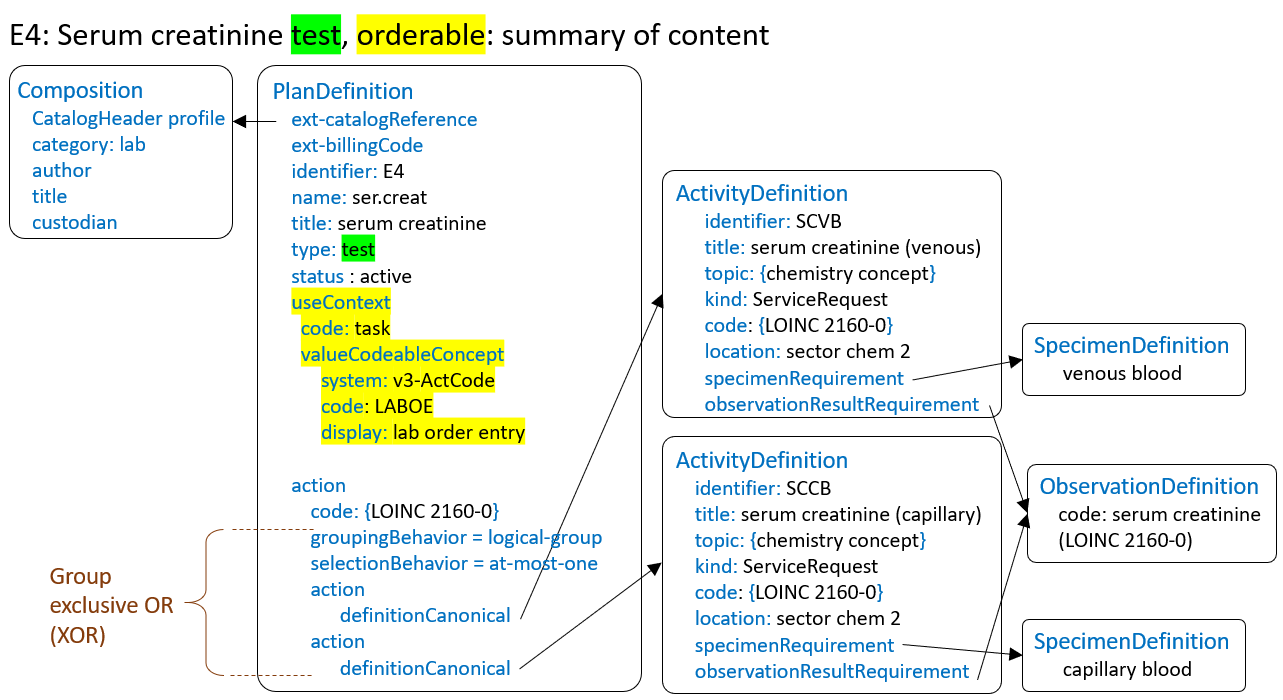 E4: Serum creatinine test, orderable: summary of content
Composition
CatalogHeader profile
category: lab
author
title
custodian
PlanDefinition
ext-catalogReference
ext-billingCode
identifier: E4
name: ser.creat
title: serum creatinine
type: test
status : active
useContext
code: task
valueCodeableConcept
system: v3-ActCode
code: LABOE
display: lab order entry
action
code: {LOINC 2160-0}
groupingBehavior = logical-group
selectionBehavior = at-most-one
action
definitionCanonical
action
definitionCanonical
Group
exclusive OR
(XOR)
ActivityDefinition
identifier: SCVB
title: serum creatinine (venous)
topic: {chemistry concept}
kind: ServiceRequest
code: {LOINC 2160-0}
location: sector chem 2
specimenRequirement
observationResultRequirement
ActivityDefinition
identifier: SCCB
title: serum creatinine (capillary)
topic: {chemistry concept}
kind: ServiceRequest
code: {LOINC 2160-0}
location: sector chem 2
specimenRequirement
observationResultRequirement
SpecimenDefinition
venous blood
ObservationDefinition
code: serum creatinine
(LOINC 2160-0)
SpecimenDefinition
capillary blood